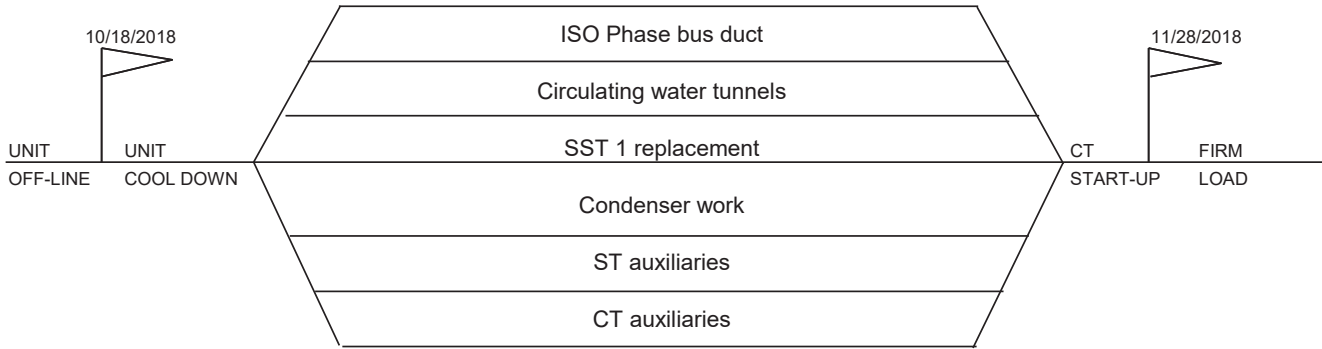 10/18/2018
11/28/2018
ISO Phase bus duct
Circulating water tunnels
SST 1 replacement
UNIT
OFF-LINE
UNIT
COOL DOWN
CT
START-UP
FIRM
LOAD
Condenser work
ST auxiliaries
CT auxiliaries